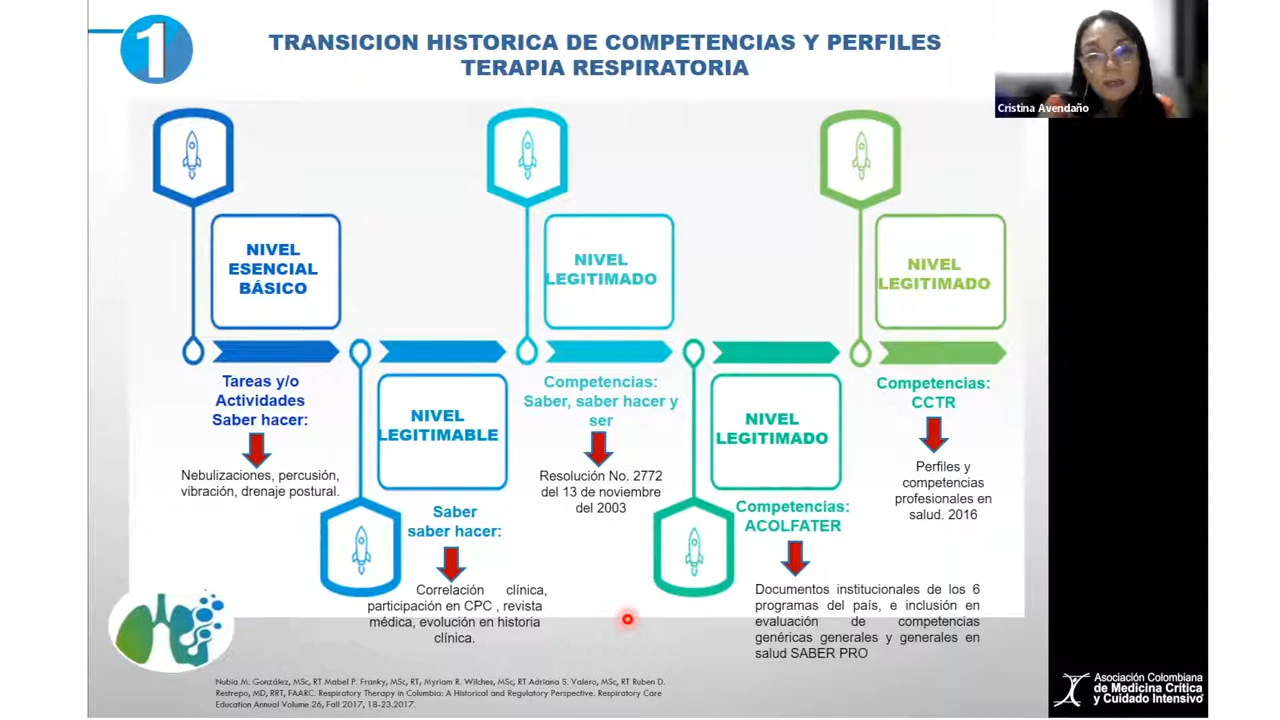 1
TRANSICION HISTORICA DE COMPETENCIAS Y PERFILES
TERAPIA RESPIRATORIA
Cristina Avendaño
NIVEL
ESENCIAL
BÁSICO
Tareas y/o
Actividades
Saber hacer:
Nebulizaciones, percusión,
vibración, drenaje postural.
NIVEL
LEGITIMABLE
Saber
saber hacer:
Correlación clínica,
participación en CPC , revista
médica, evolución en historia
clínica.
NIVEL
LEGITIMADO
Competencias:
Saber, saber hacer y
ser
Resolución No. 2772
del 13 de noviembre
del 2003
NIVEL
LEGITIMADO
Competencias:
ACOLFATER
Documentos institucionales de los 6
programas del país, e inclusión en
evaluación de competencias
genéricas generales y generales en
salud SABER PRO
NIVEL
LEGITIMADO
Competencias:
CCTR
Perfiles y
competencias
profesionales en
salud. 2016
Nubia M. González, MSc, RT Mabel P. Franky, MSc, RT; Myriam R. Wilches, MSc, RT Adriana S. Valero, MSc, RT Ruben D.
Restrepo, MD, RRT, FAARC. Respiratory Therapy in Columbia: A Historical and Regulatory Perspective. Respiratory Care
Education Annual Volume 26, Fall 2017, 18-23.2017.
Asociación Colombiana
de Medicina Crítica
y Cuidado Intensivo